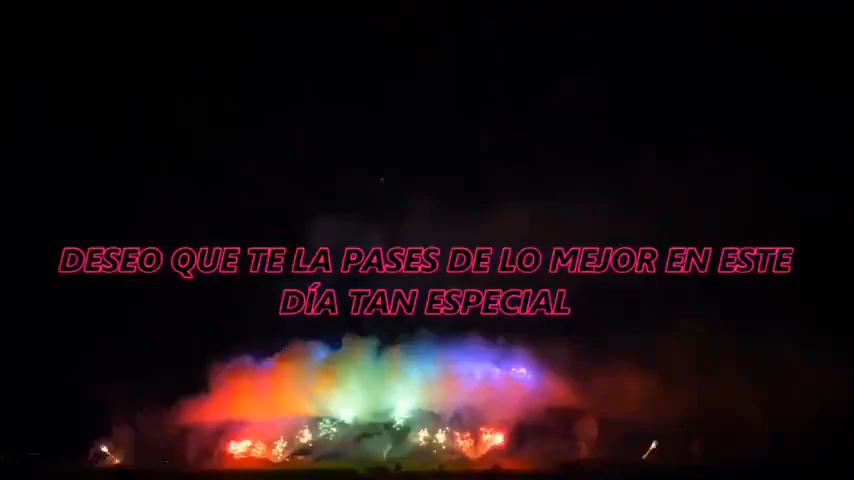 DESEO QUE TE LA PASES DE LO MEJOR EN ESTE
DÍA TAN ESPECIAL